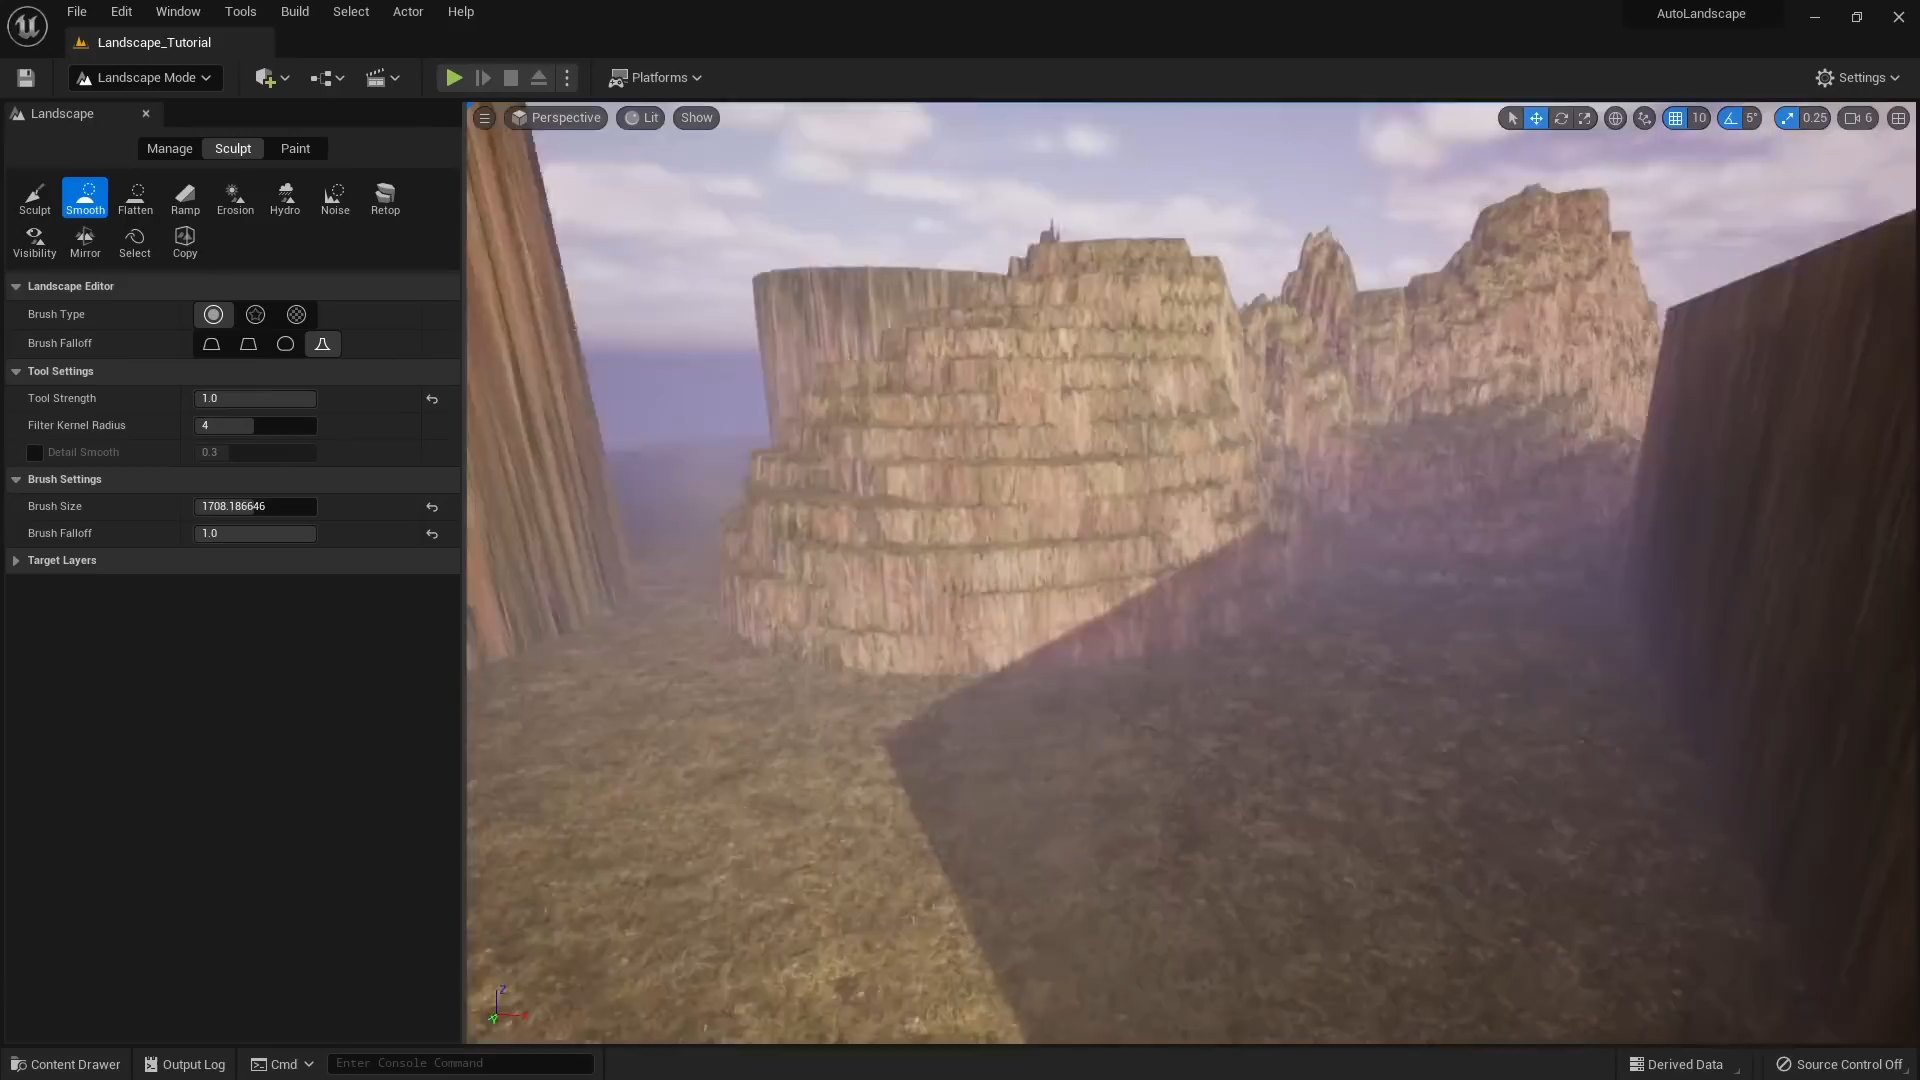 File Edit Window Tools Build Select Actor Help
AutoLandscape
Landscape_Tutorial
Landscape Mode
Platforms
Settings
Landscape
Perspective Lit Show
10 5° 0.25 6
Manage Sculpt Paint
Sculpt Smooth Flatten Ramp Erosion Hydro Noise Retop
Visibility Mirror Select Copy
Landscape Editor
Brush Type
Brush Falloff
Tool Settings
Tool Strength 1.0
Filter Kernel Radius 4
Detail Smooth 0.3
Brush Settings
Brush Size 1708.186646
Brush Falloff 1.0
Target Layers
Z
X
Y
Content Drawer Output Log Cmd Enter Console Command
Derived Data Source Control Off